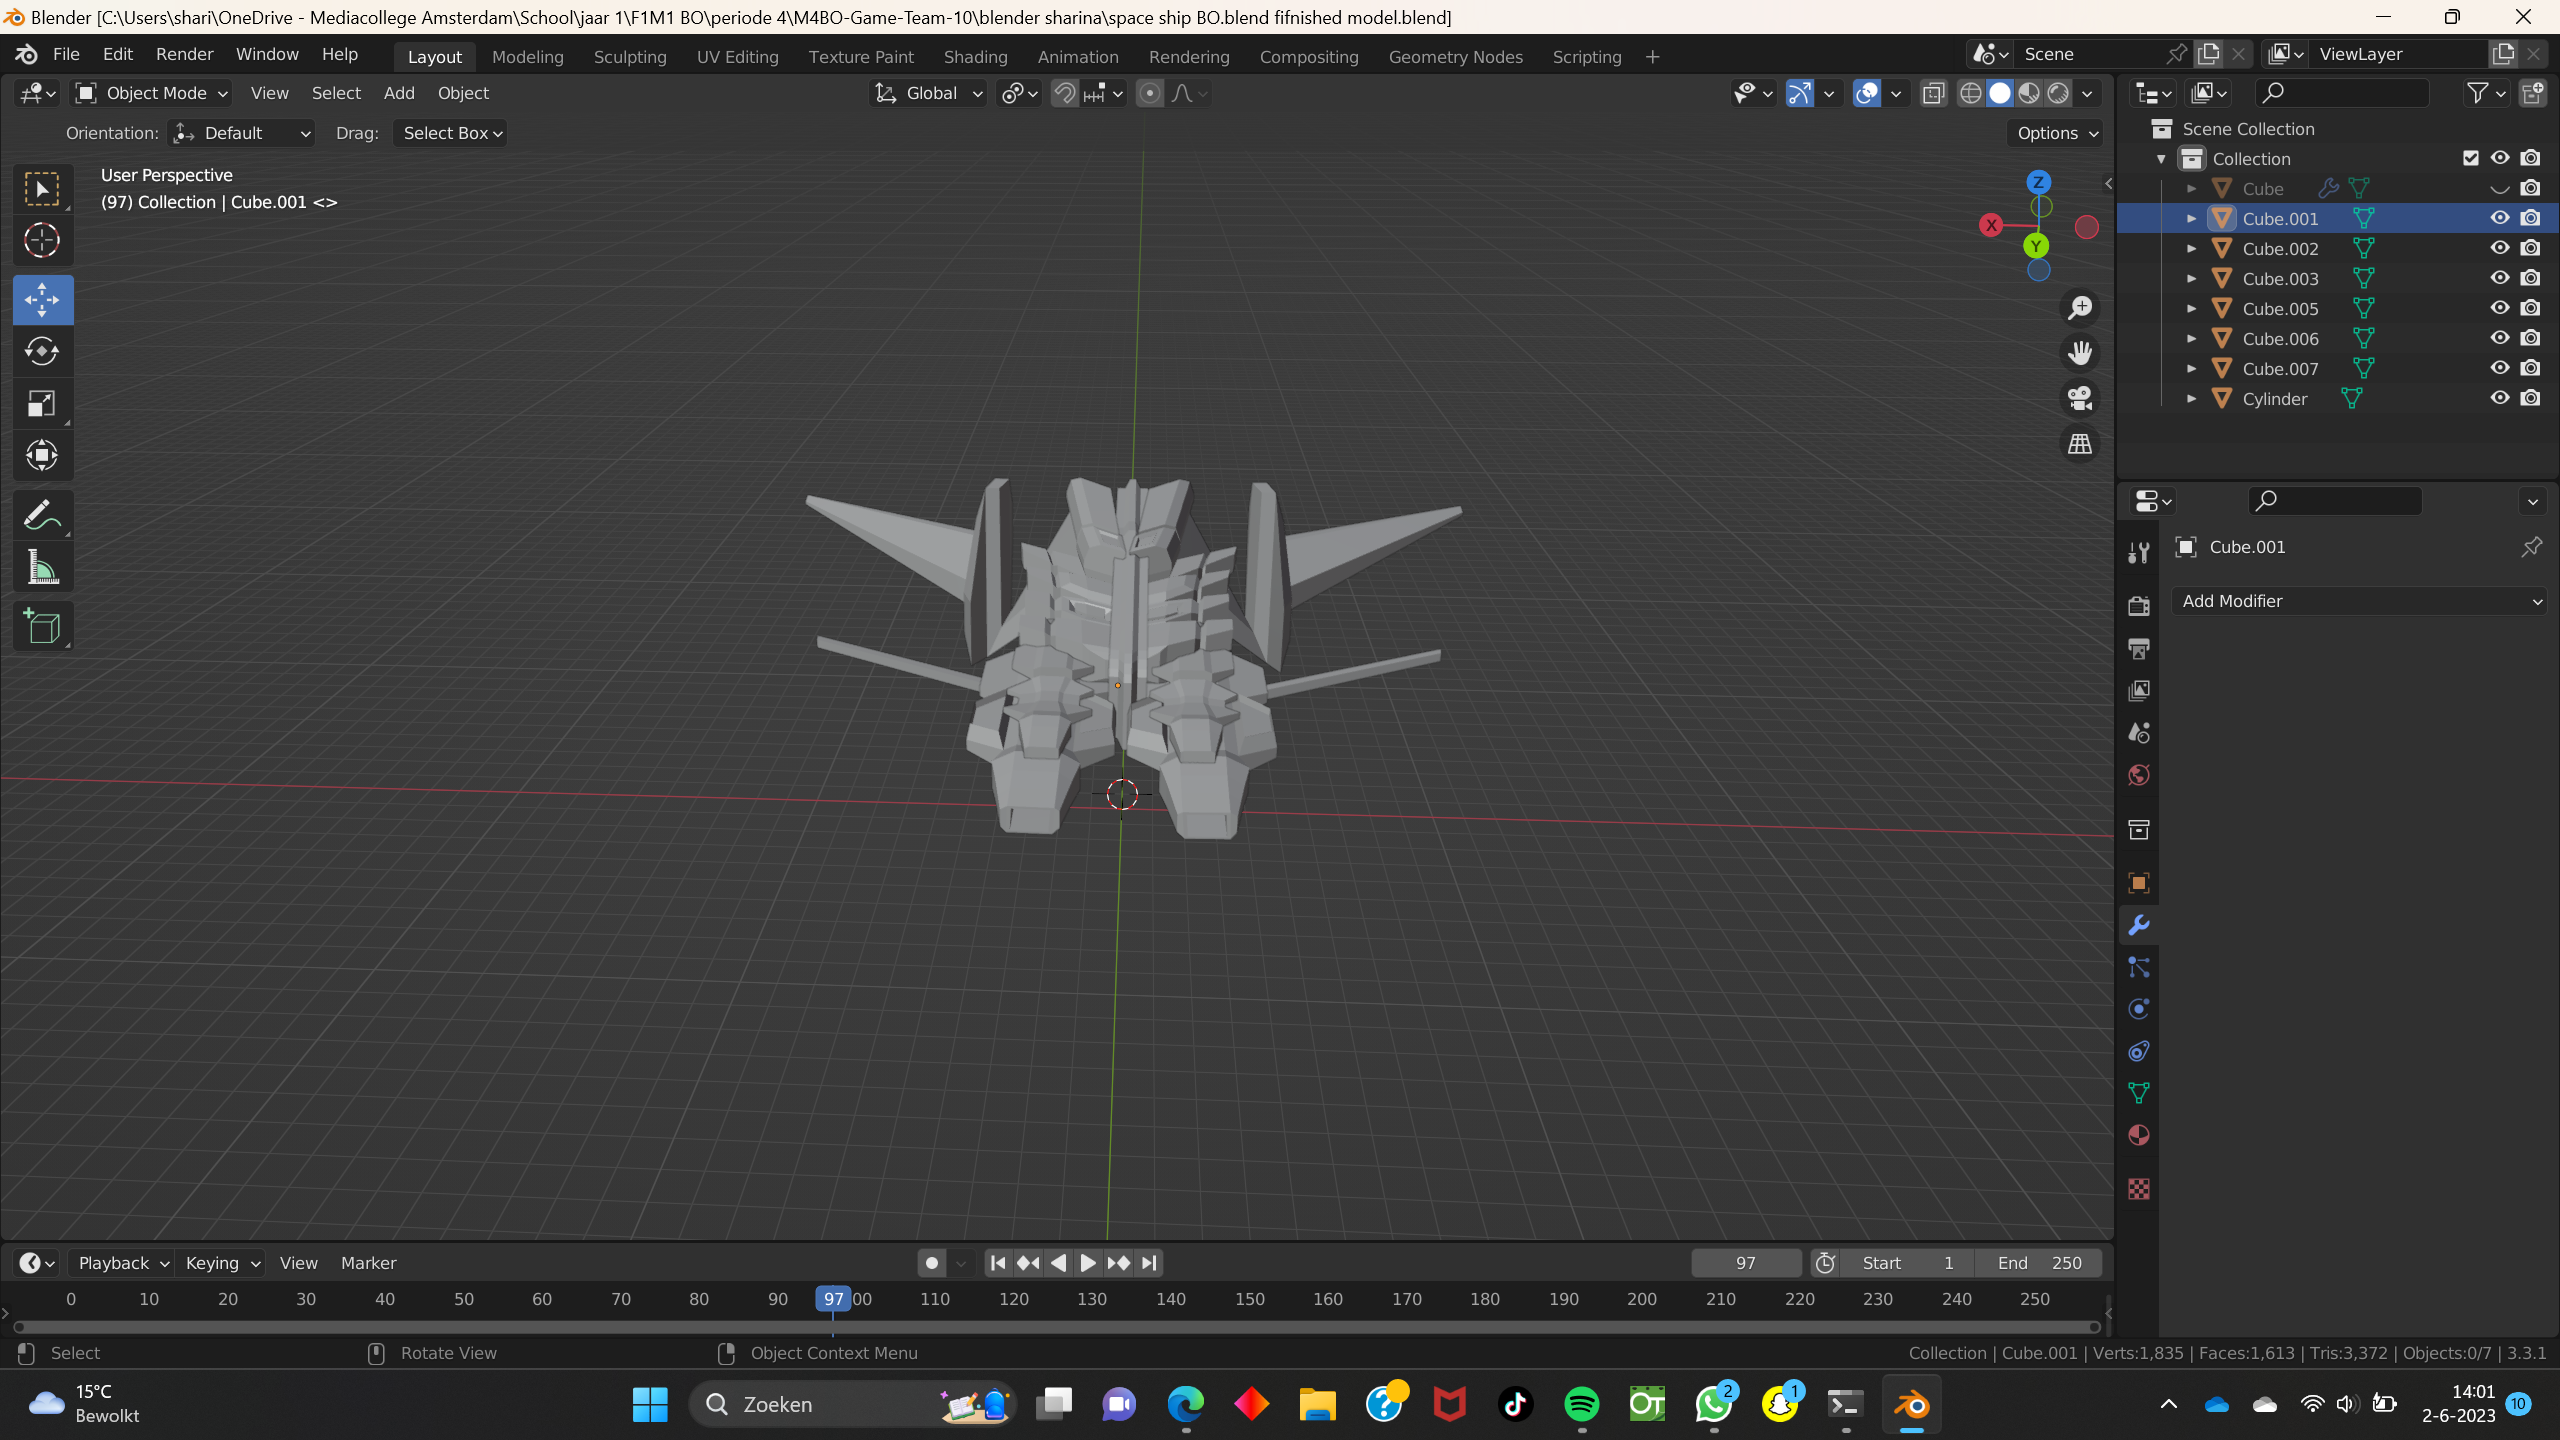 Blender [C:\Users\shari\OneDrive - Mediacollege Amsterdam\School\jaar 1\F1M1 BO\periode 4\M4BO-Game-Team-10\blender sharina\space ship BO.blend fifnished model.blend]
File Edit Render Window Help Layout Modeling Sculpting UV Editing Texture Paint Shading Animation Rendering Compositing Geometry Nodes Scripting + Scene ViewLayer
Object Mode View Select Add Object Global
Orientation: Default Drag: Select Box Options
User Perspective
(97) Collection | Cube.001 <>
Z
X
Y
Scene Collection
Collection
Cube
Cube.001
Cube.002
Cube.003
Cube.005
Cube.006
Cube.007
Cylinder
Cube.001
Add Modifier
Playback Keying View Marker 97 Start 1 End 250
0 10 20 30 40 50 60 70 80 90 97 00 110 120 130 140 150 160 170 180 190 200 210 220 230 240 250
Select Rotate View Object Context Menu Collection | Cube.001 | Verts:1,835 | Faces:1,613 | Tris:3,372 | Objects:0/7 | 3.3.1
15°C
Bewolkt
Zoeken
OT
2
1
14:01
2-6-2023
10